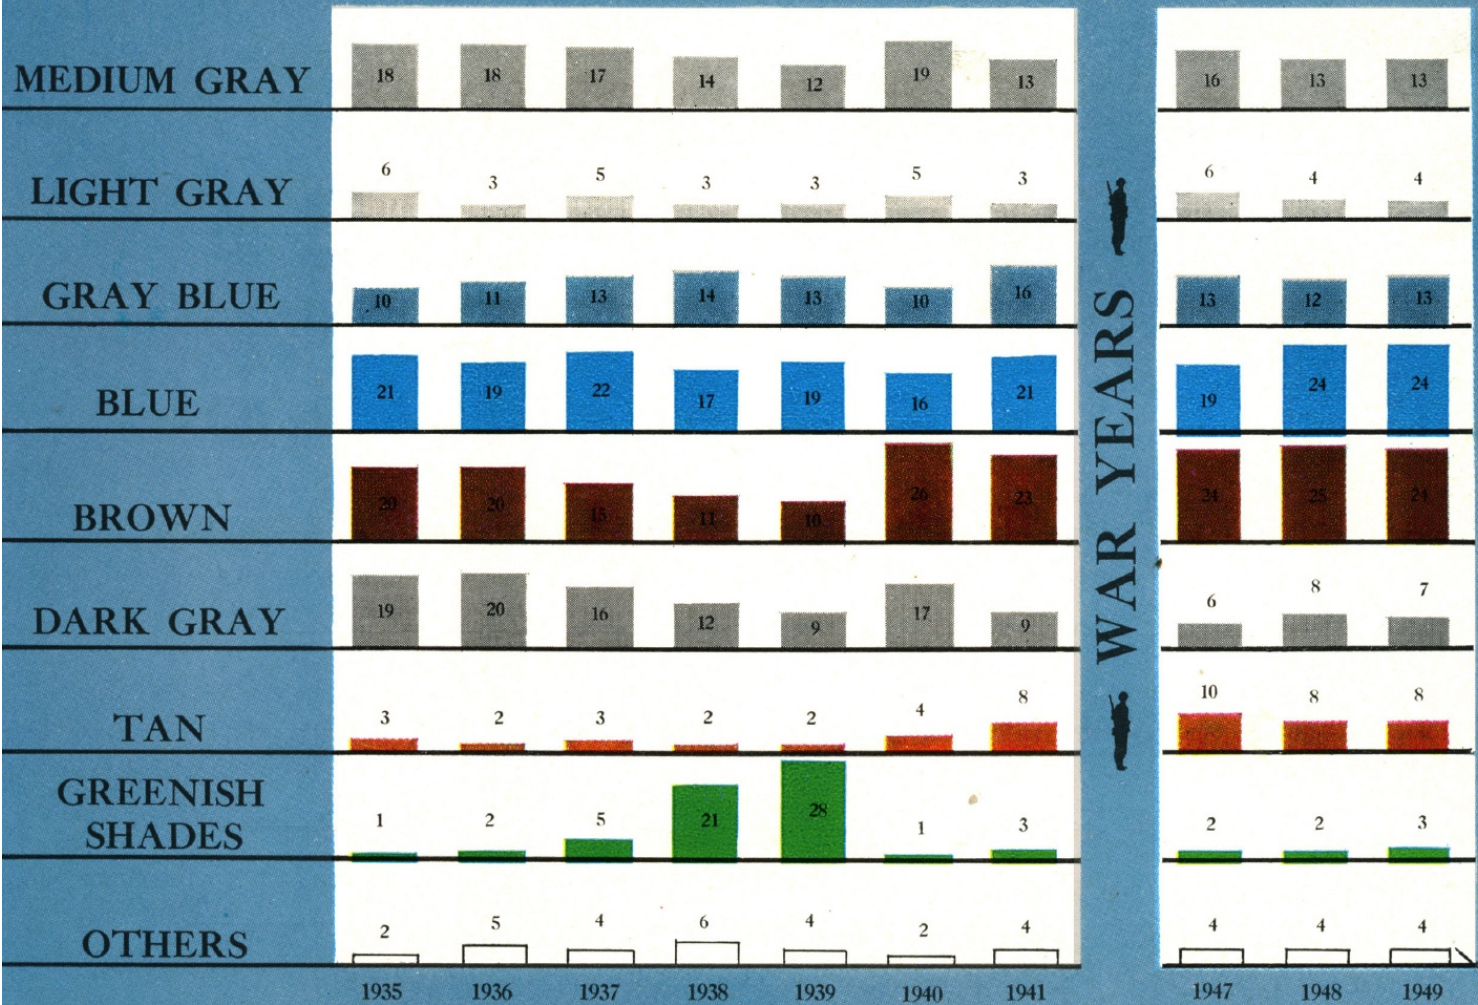 MEDIUM GRAY 18 18 17 14 12 19 13 16 13 13
LIGHT GRAY 6 3 5 3 3 5 3 6 4 4
GRAY BLUE 10 11 13 14 13 10 16 13 12 13
BLUE 21 19 22 17 19 16 21 19 24 24
BROWN 20 20 15 11 10 26 23 24 25 24
DARK GRAY 19 20 16 12 9 17 9 6 8 7
TAN 3 2 3 2 2 4 8 10 8 8
GREENISH
SHADES 1 2 5 21 28 1 3 2 2 3
OTHERS 2 5 4 6 4 2 4 4 4 4
WAR YEARS
1935 1936 1937 1938 1939 1940 1941 1947 1948 1949